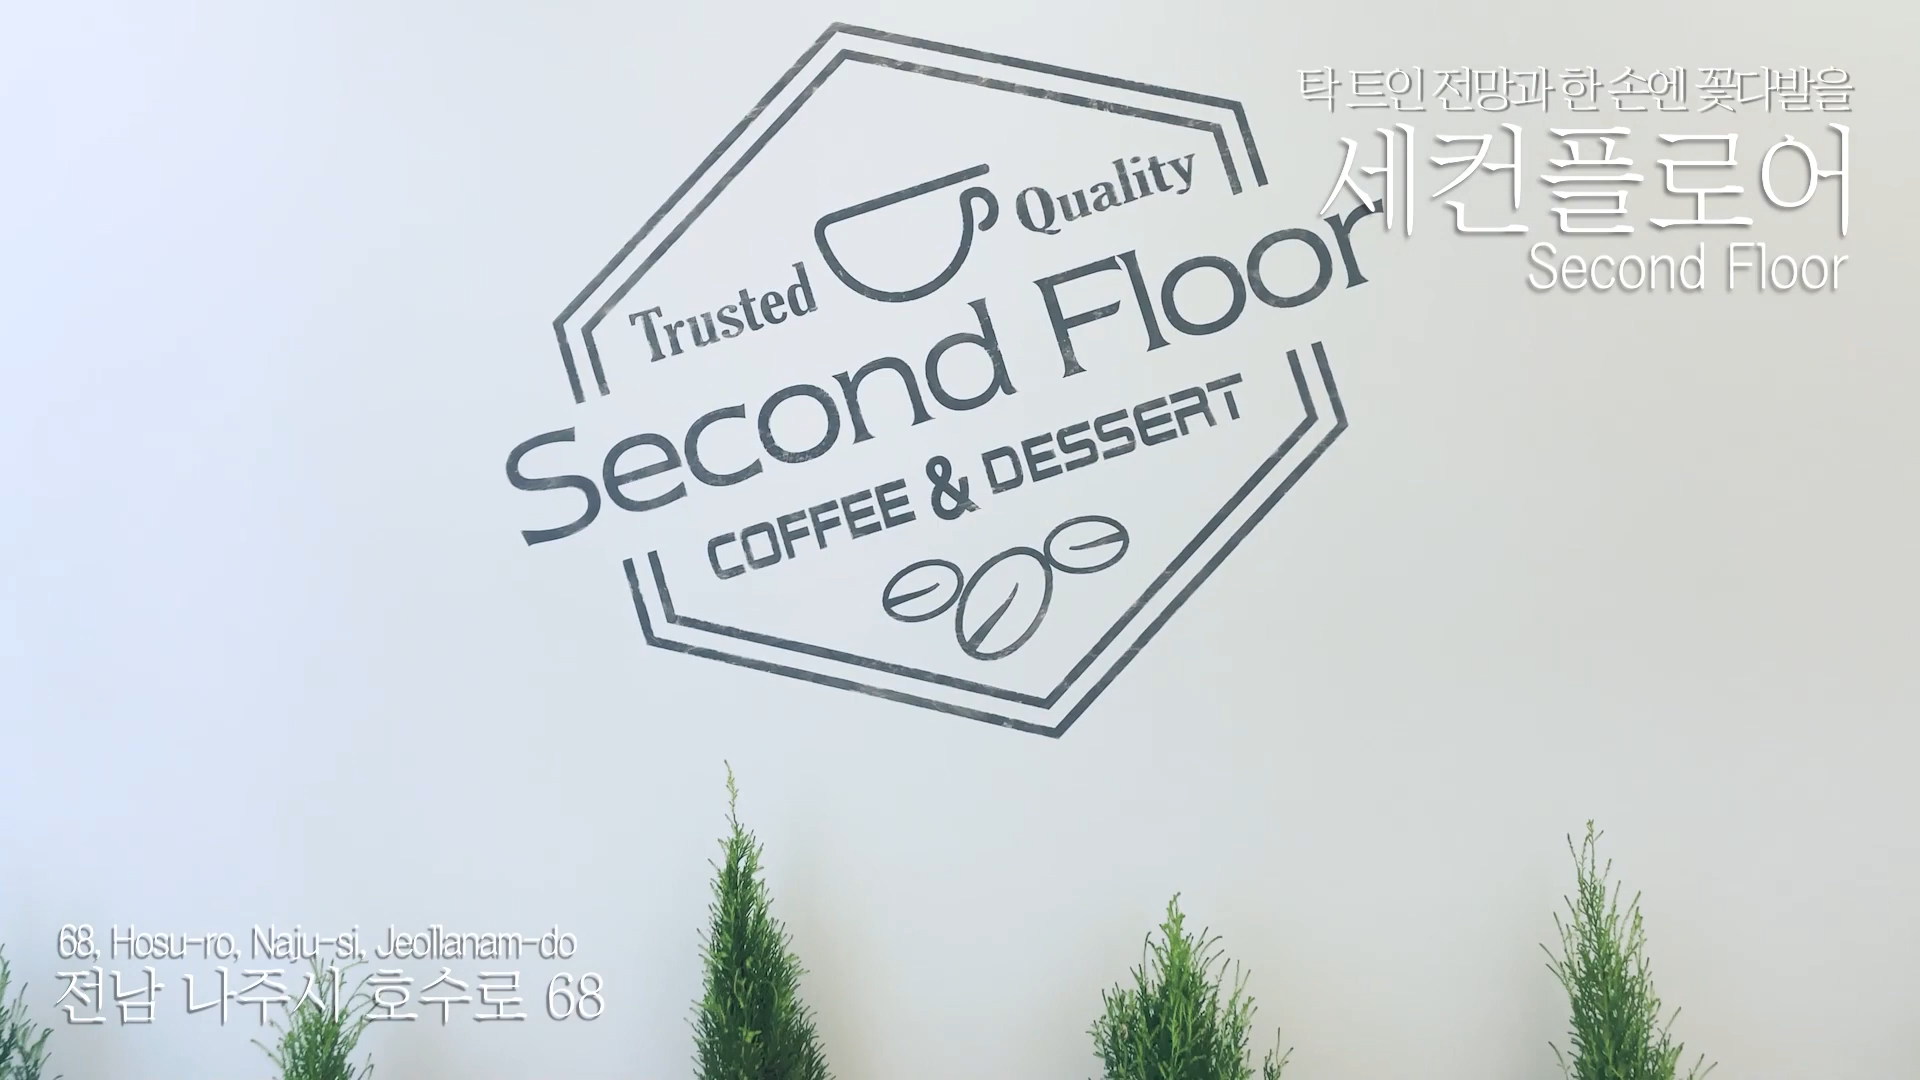 탁 트인 전망과 한 손엔 꽃다발을
세컨플로어
Second Floor
Trusted Quality
Second Floor
COFFEE & DESSERT
68, Hosu-ro, Naju-si, Jeollanam-do
전남 나주시 호수로 68